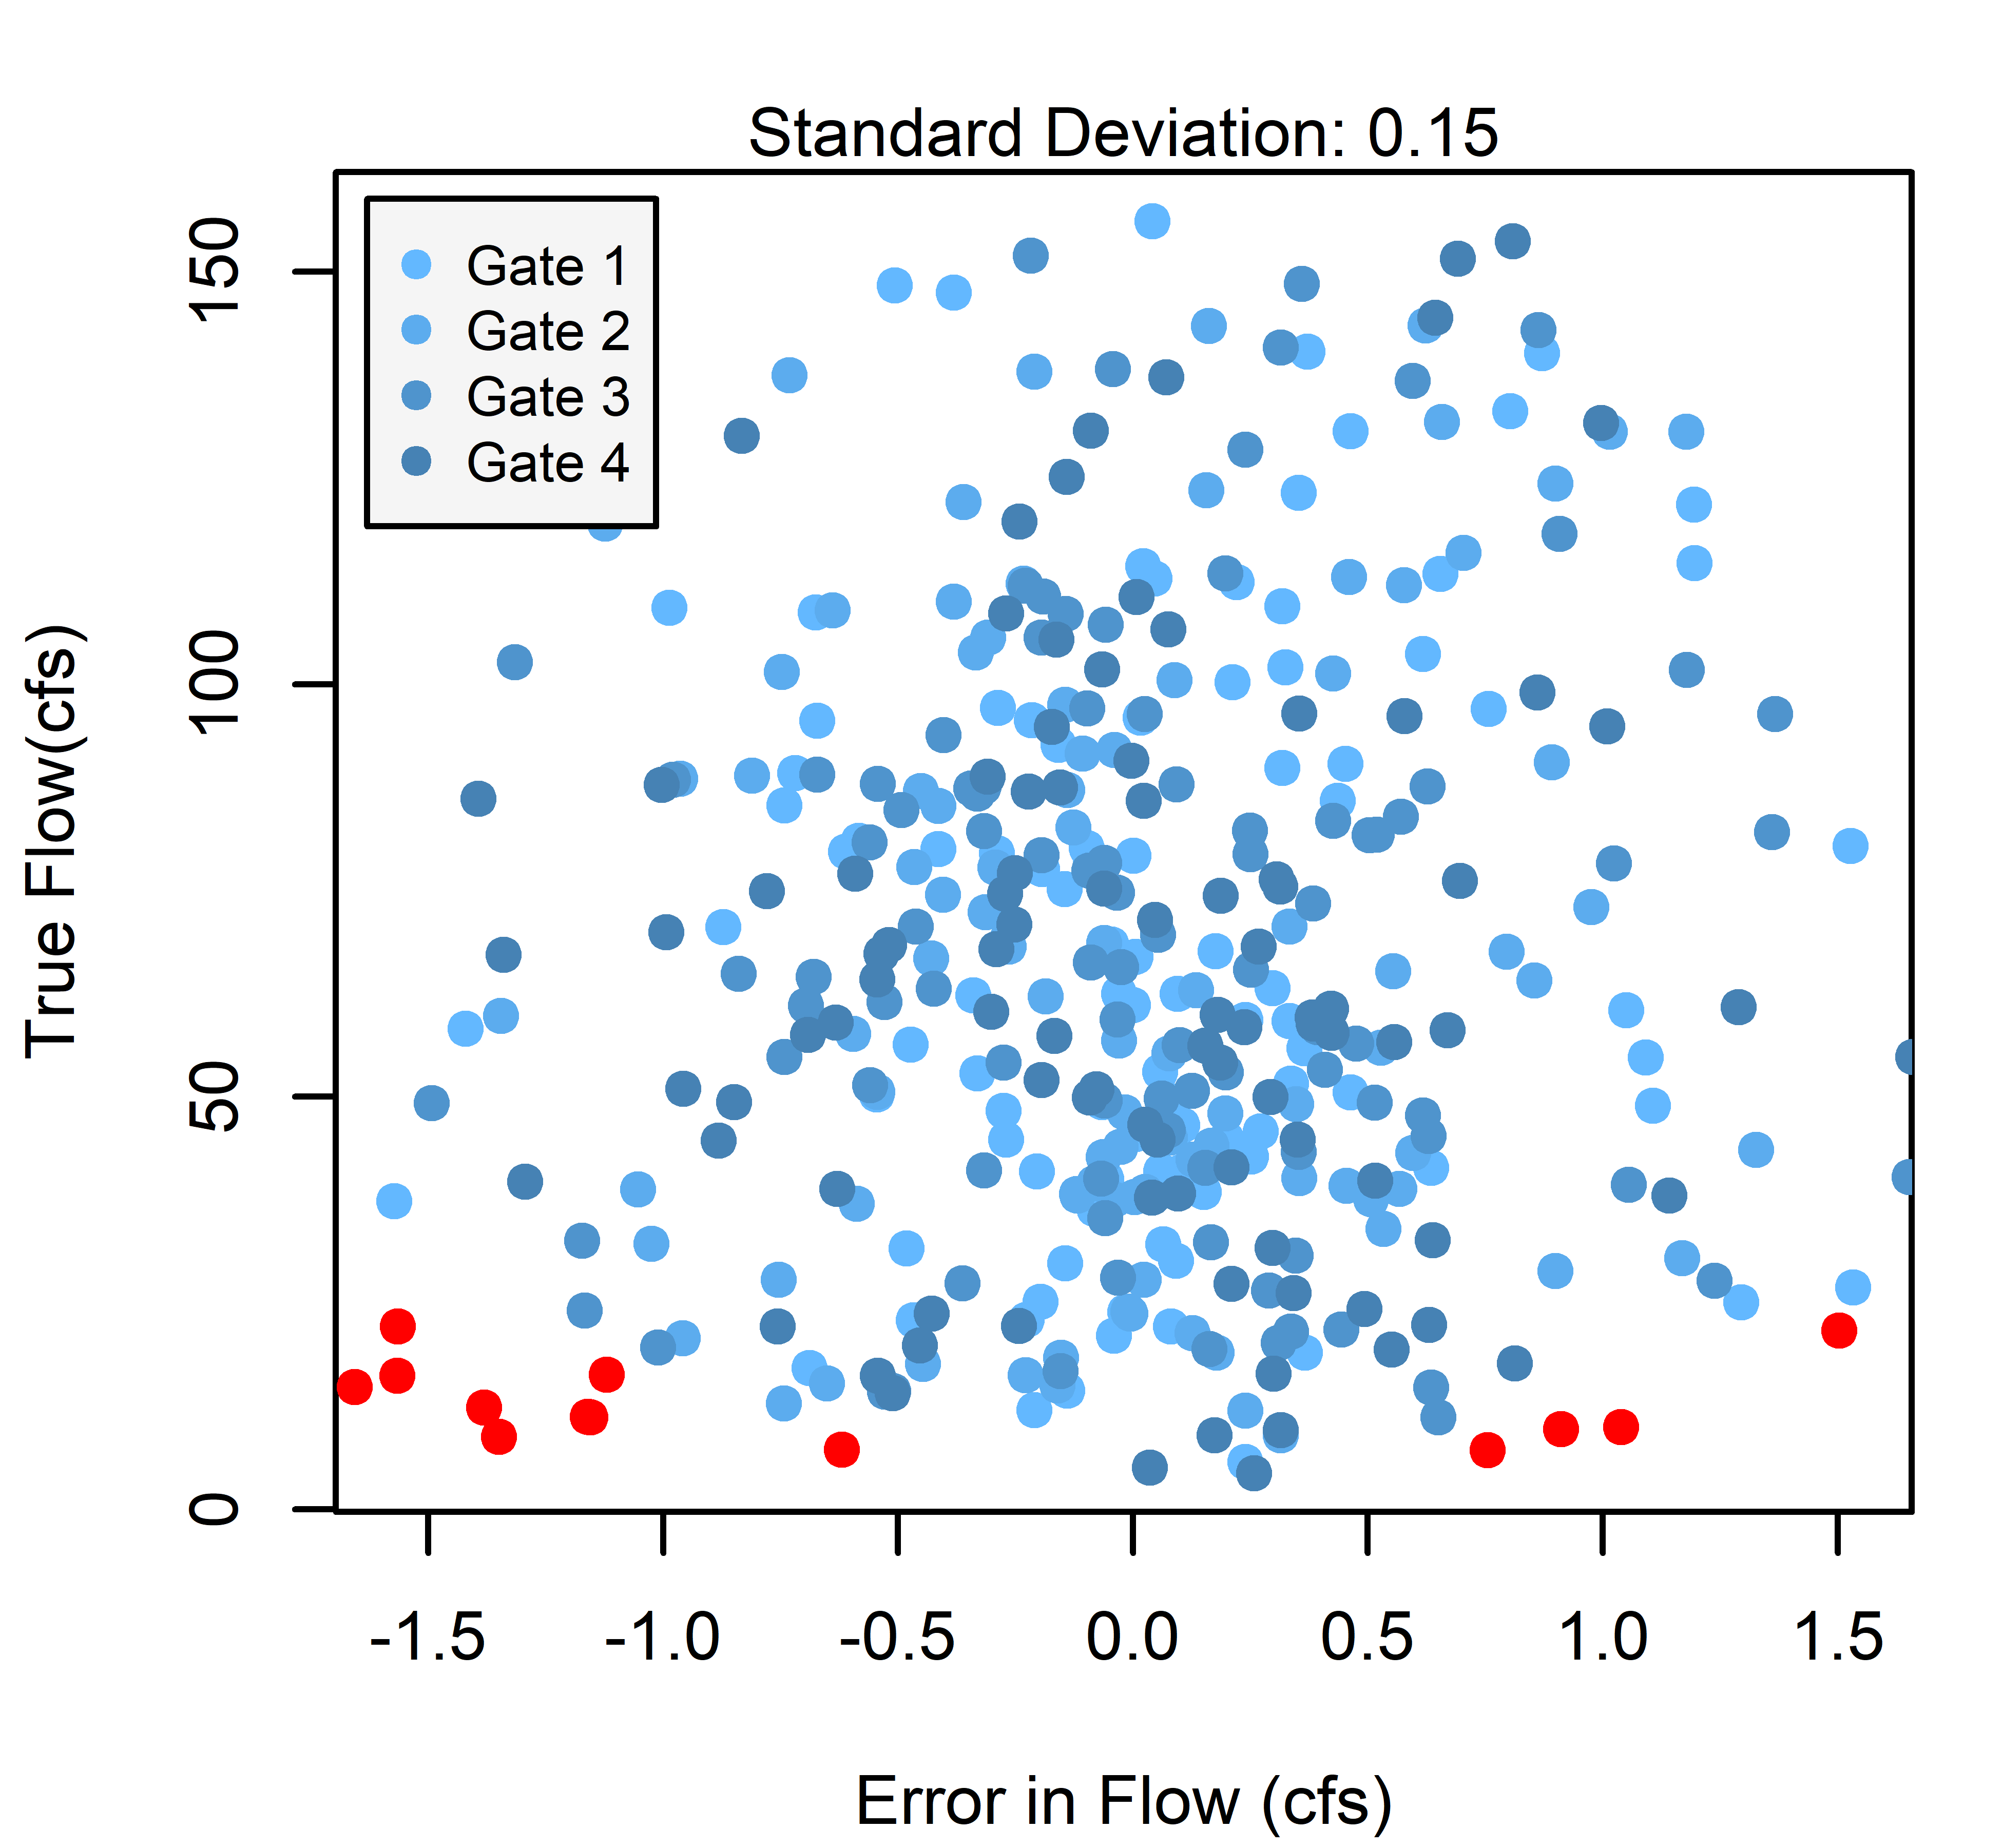 Standard Deviation: 0.15
Gate 1
Gate 2
Gate 3
Gate 4
True Flow(cfs)
150
100
50
0
-1.5 -1.0 -0.5 0.0 0.5 1.0 1.5
Error in Flow (cfs)